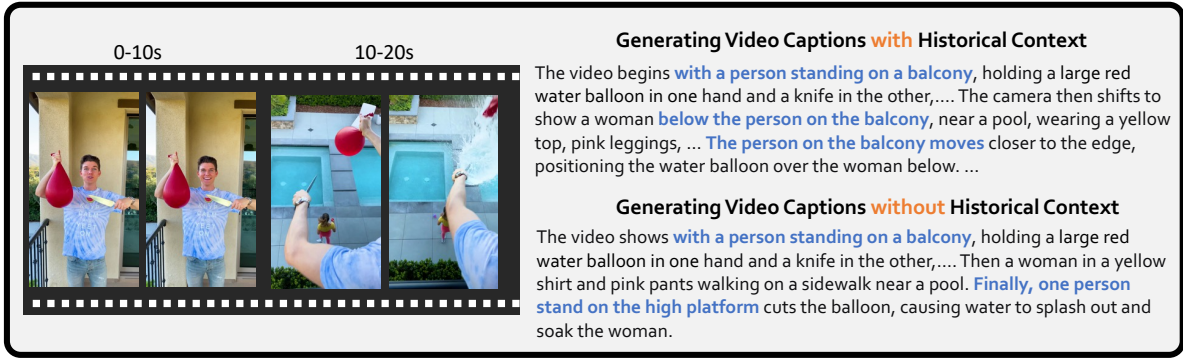 0-10s
10-20s
Generating Video Captions with Historical Context
The video begins with a person standing on a balcony, holding a large red
water balloon in one hand and a knife in the other,.... The camera then shifts to
show a woman below the person on the balcony, near a pool, wearing a yellow
top, pink leggings, ... The person on the balcony moves closer to the edge,
positioning the water balloon over the woman below. ...
Generating Video Captions without Historical Context
The video shows with a person standing on a balcony, holding a large red
water balloon in one hand and a knife in the other,.... Then a woman in a yellow
shirt and pink pants walking on a sidewalk near a pool. Finally, one person
stand on the high platform cuts the balloon, causing water to splash out and
soak the woman.